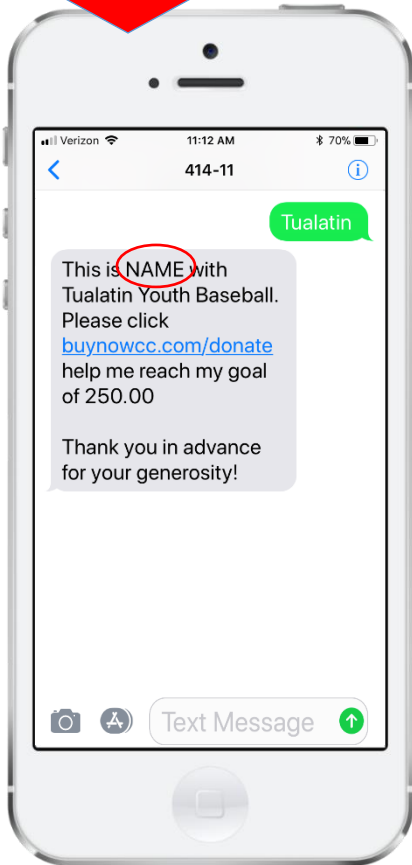 Verizon 11:12 AM 70%
414-11
Tualatin
This is NAME with
Tualatin Youth Baseball.
Please click
buynowcc.com/donate
help me reach my goal
of 250.00
Thank you in advance
for your generosity!
Text Message